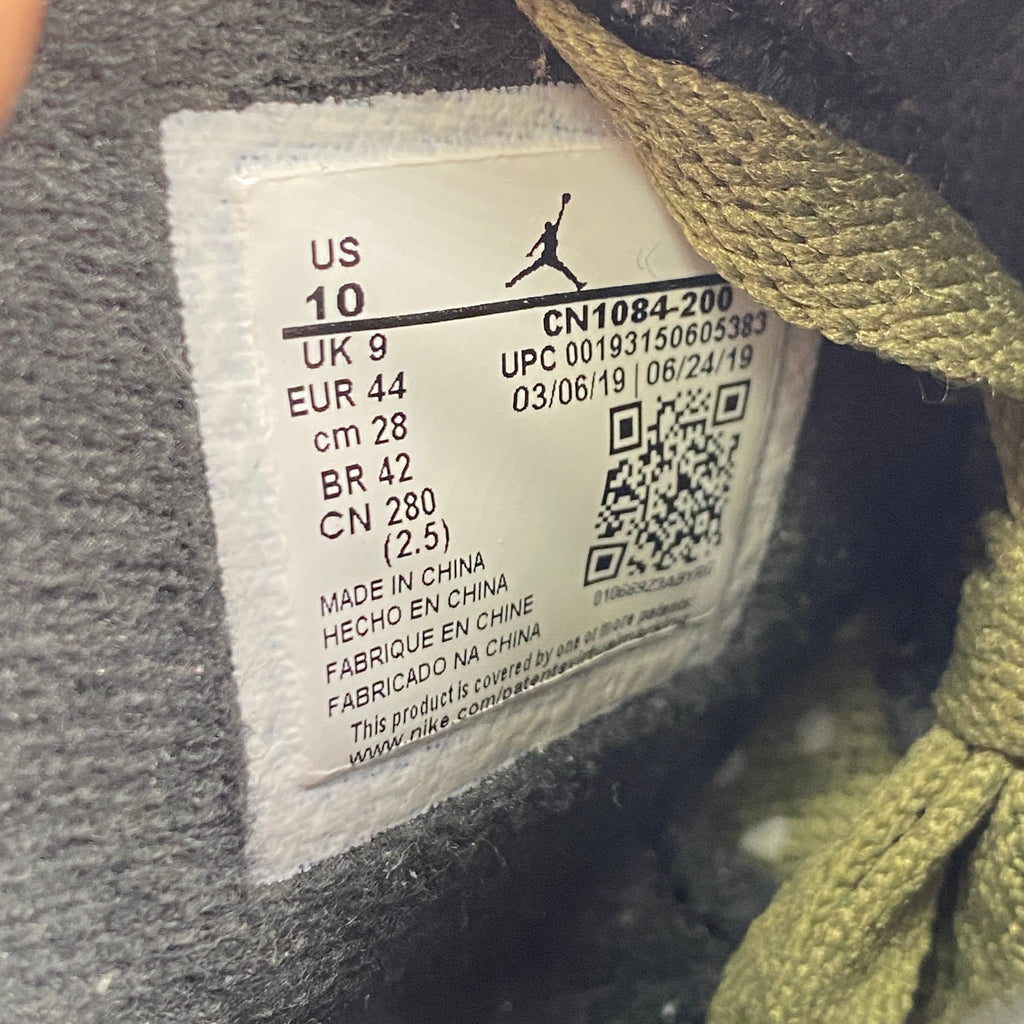 US
10
CN1084-200
UPC 00193150605383
03/06/19 | 06/24/19
UK 9
EUR 44
cm 28
BR 42
CN 280
(2.5)
MADE IN CHINA
HECHO EN CHINA
FABRIQUE EN CHINE
FABRICADO NA CHINA
This product is covered by one or more patents.
www.nike.com/patents